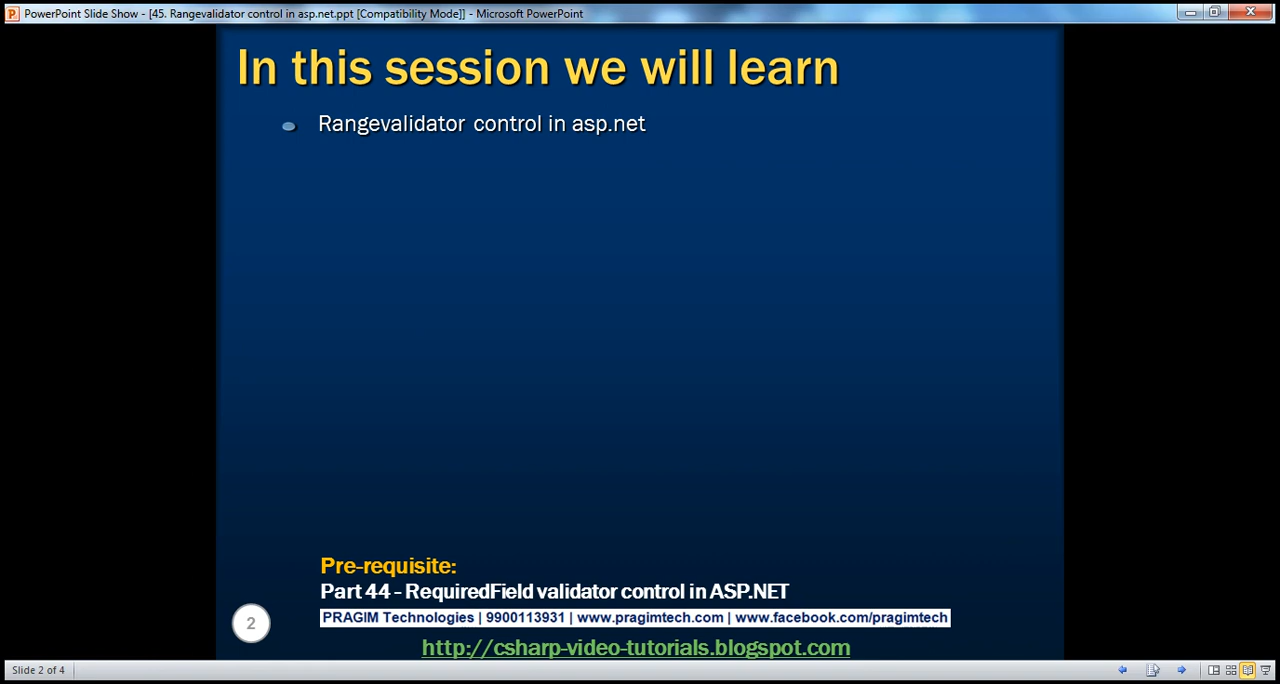 PowerPoint Slide Show - [45. Rangevalidator control in asp.net.ppt [Compatibility Mode]] - Microsoft PowerPoint
In this session we will learn
Rangevalidator control in asp.net
Pre-requisite:
Part 44 - RequiredField validator control in ASP.NET
PRAGIM Technologies | 9900113931 | www.pragimtech.com | www.facebook.com/pragimtech
2
http://csharp-video-tutorials.blogspot.com
Slide 2 of 4